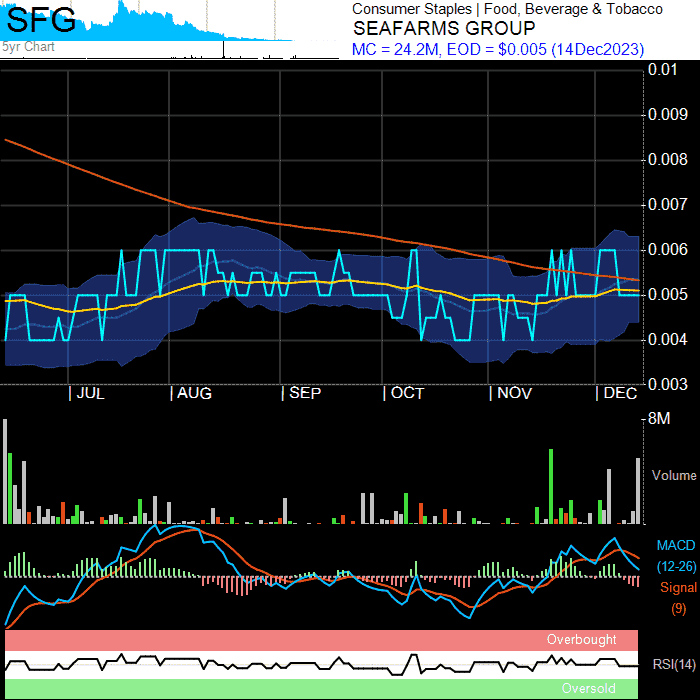 SFG
5yr Chart
Consumer Staples | Food, Beverage & Tobacco
SEAFARMS GROUP
MC = 24.2M, EOD = $0.005 (14Dec2023)
0.01
0.009
0.008
0.007
0.006
0.005
0.004
0.003
| JUL | AUG | SEP | OCT | NOV | DEC
8M
Volume
MACD
(12-26)
Signal
(9)
Overbought
RSI(14)
Oversold